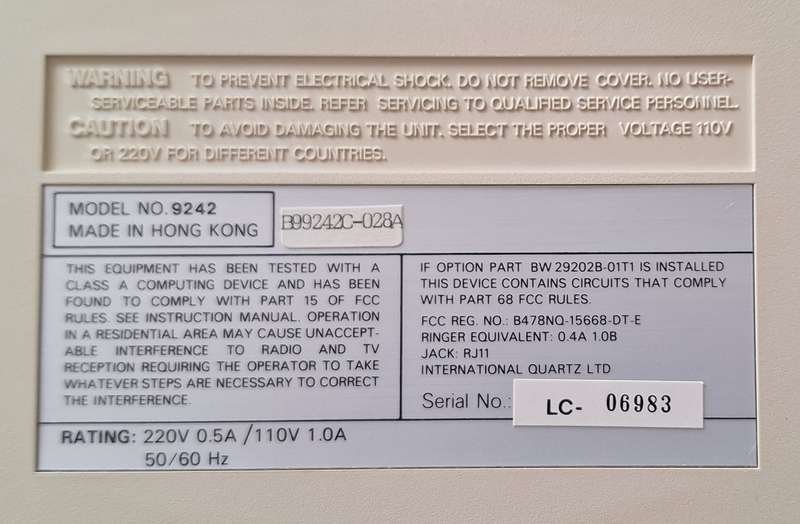 WARNING TO PREVENT ELECTRICAL SHOCK. DO NOT REMOVE COVER. NO USER-
SERVICEABLE PARTS INSIDE. REFER SERVICING TO QUALIFIED SERVICE PERSONNEL.
CAUTION TO AVOID DAMAGING THE UNIT. SELECT THE PROPER VOLTAGE 110V
OR 220V FOR DIFFERENT COUNTRIES.
MODEL NO. 9242
MADE IN HONG KONG
B99242C-028A
THIS EQUIPMENT HAS BEEN TESTED WITH A
CLASS A COMPUTING DEVICE AND HAS BEEN
FOUND TO COMPLY WITH PART 15 OF FCC
RULES. SEE INSTRUCTION MANUAL. OPERATION
IN A RESIDENTIAL AREA MAY CAUSE UNACCEPT-
ABLE INTERFERENCE TO RADIO AND TV
RECEPTION REQUIRING THE OPERATOR TO TAKE
WHATEVER STEPS ARE NECESSARY TO CORRECT
THE INTERFERENCE.
IF OPTION PART BW 29202B-01T1 IS INSTALLED
THIS DEVICE CONTAINS CIRCUITS THAT COMPLY
WITH PART 68 FCC RULES.
FCC REG. NO.: B478NQ-15668-DT-E
RINGER EQUIVALENT: 0.4A 1.0B
JACK: RJ11
INTERNATIONAL QUARTZ LTD
Serial No.: LC- 06983
RATING: 220V 0.5A /110V 1.0A
50/60 Hz